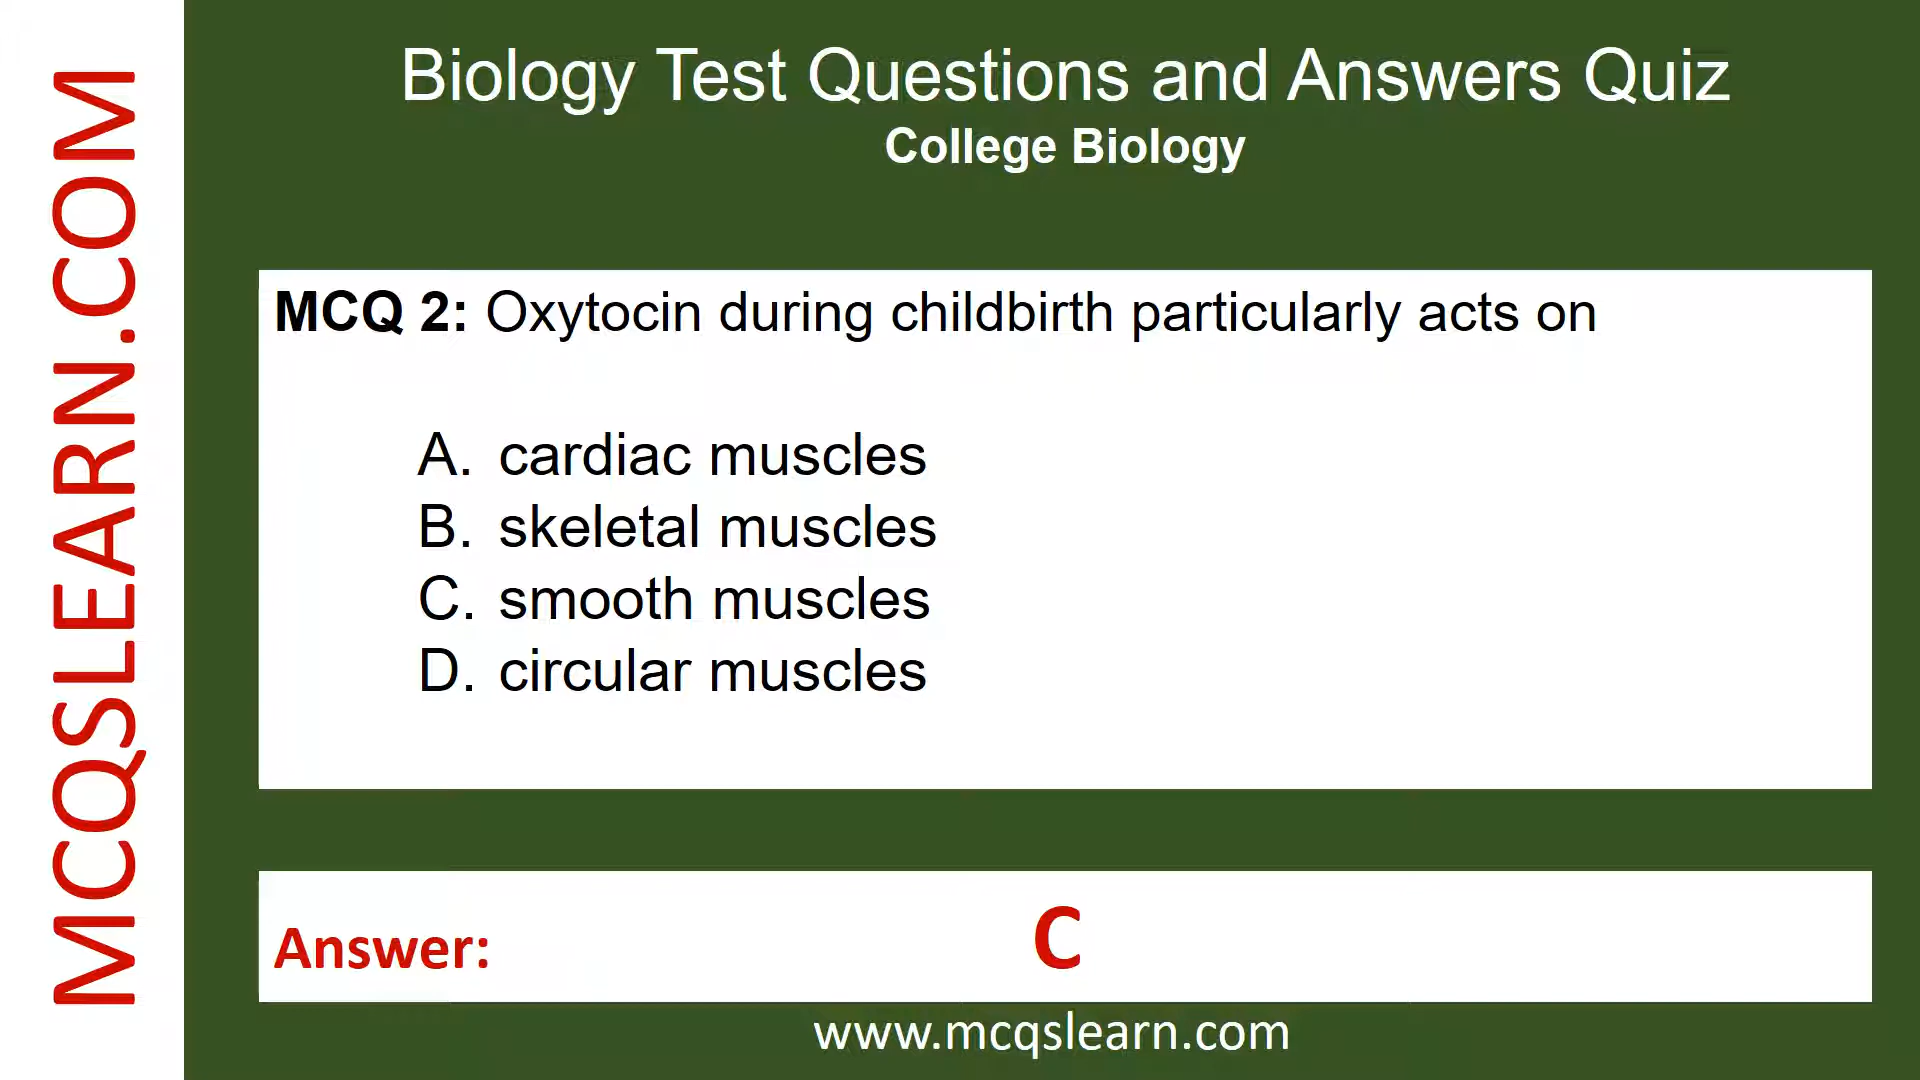 MCQSLEARN.COM
Biology Test Questions and Answers Quiz
College Biology
MCQ 2: Oxytocin during childbirth particularly acts on
A. cardiac muscles
B. skeletal muscles
C. smooth muscles
D. circular muscles
Answer: C
www.mcqslearn.com